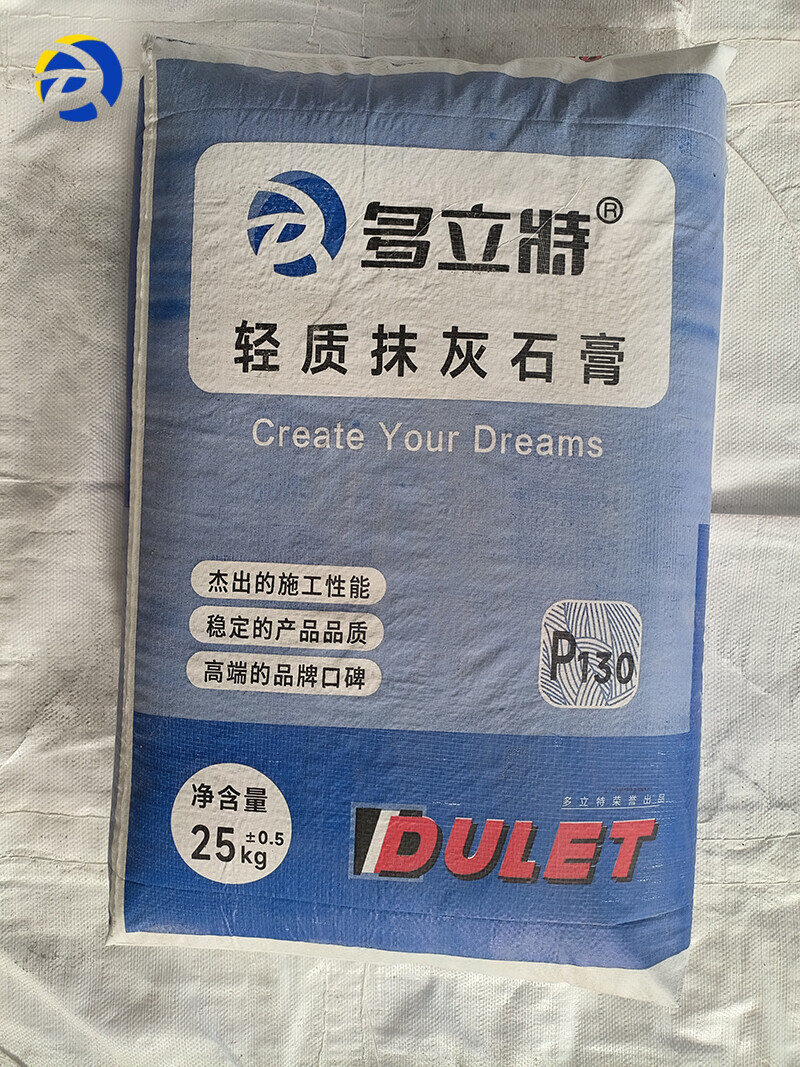 多立特®
轻质抹灰石膏
Create Your Dreams
杰出的施工性能
稳定的产品品质
高端的品牌口碑
P130
净含量
25±0.5kg
多立特荣誉出品
DULET